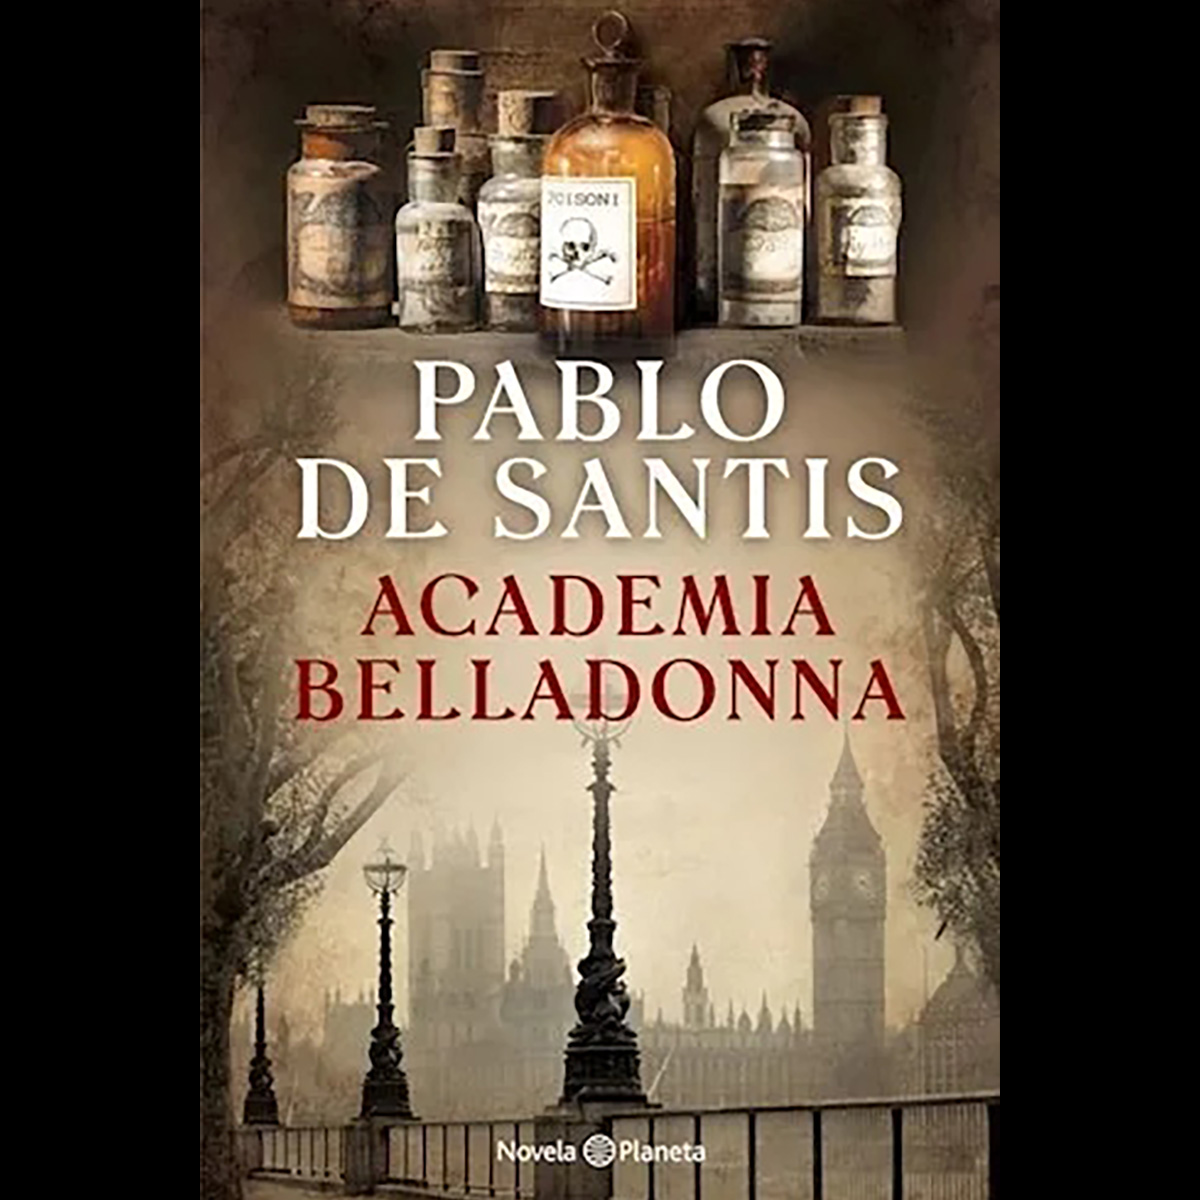 POISON!
PABLO
DE SANTIS
ACADEMIA
BELLADONNA
Novela Planeta